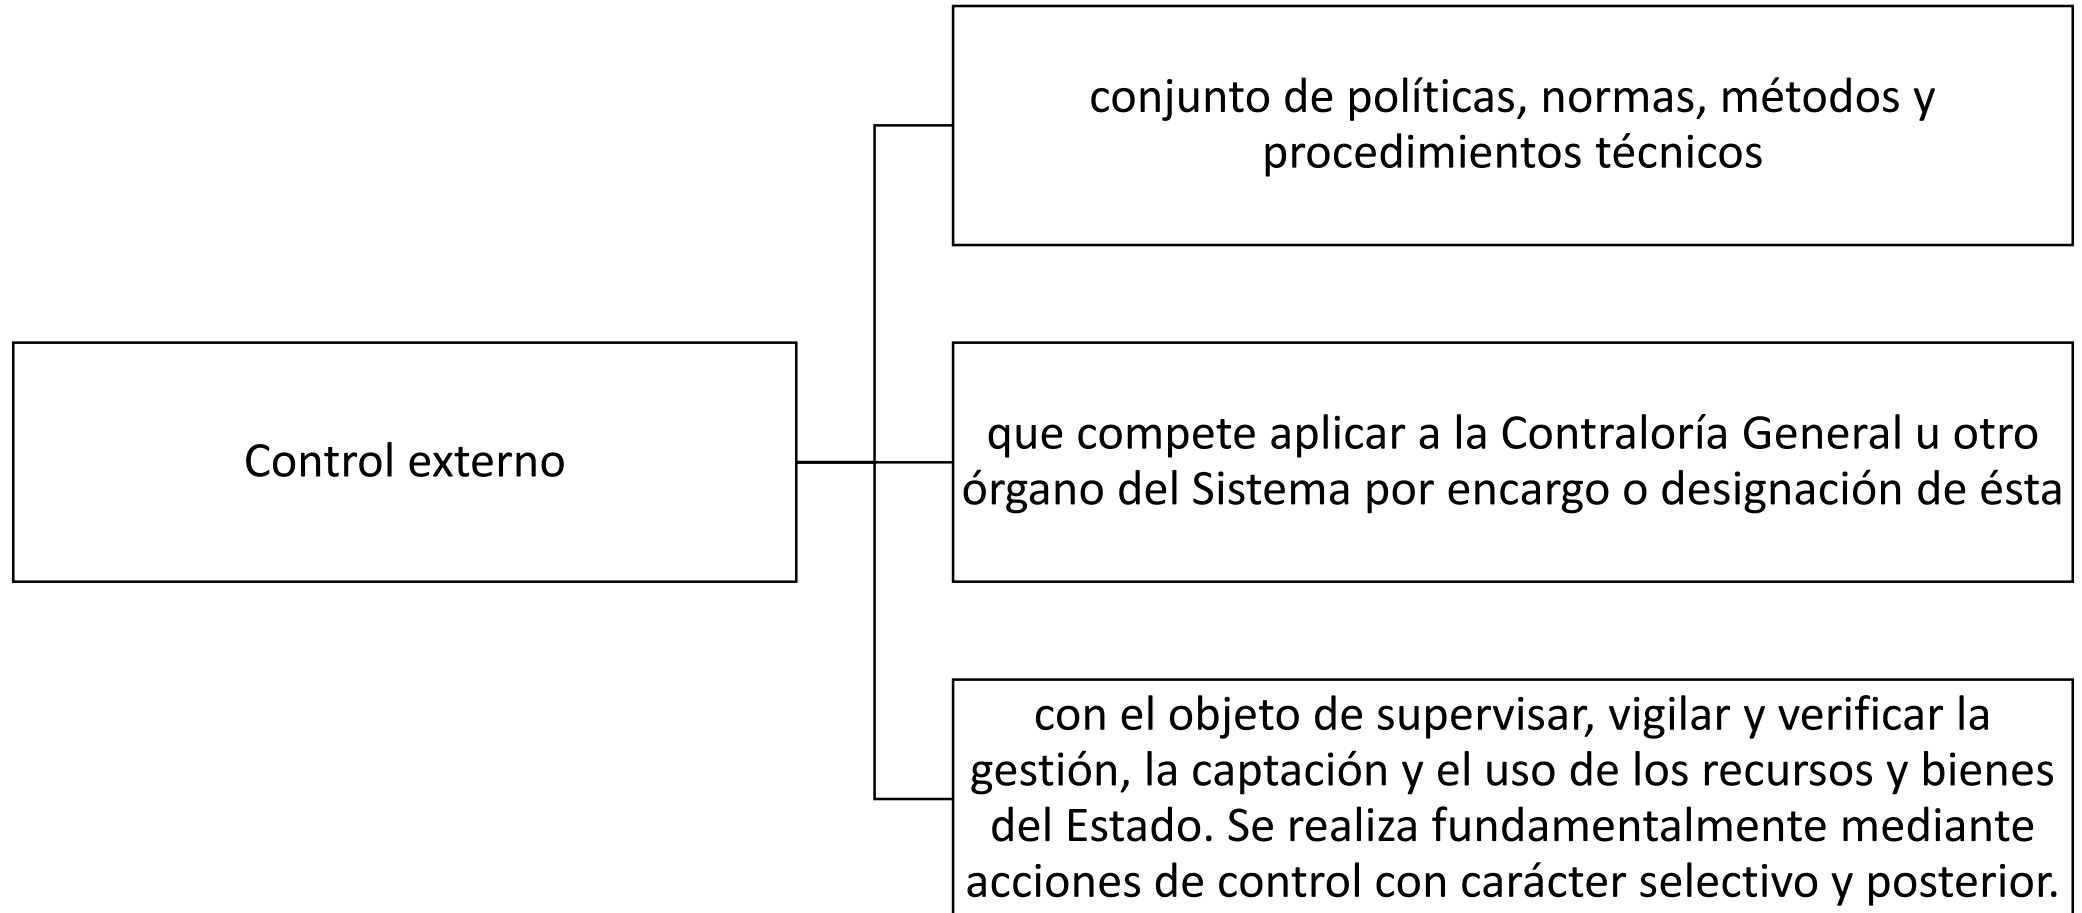 conjunto de políticas, normas, métodos y
procedimientos técnicos
Control externo
que compete aplicar a la Contraloría General u otro
órgano del Sistema por encargo o designación de ésta
con el objeto de supervisar, vigilar y verificar la
gestión, la captación y el uso de los recursos y bienes
del Estado. Se realiza fundamentalmente mediante
acciones de control con carácter selectivo y posterior.